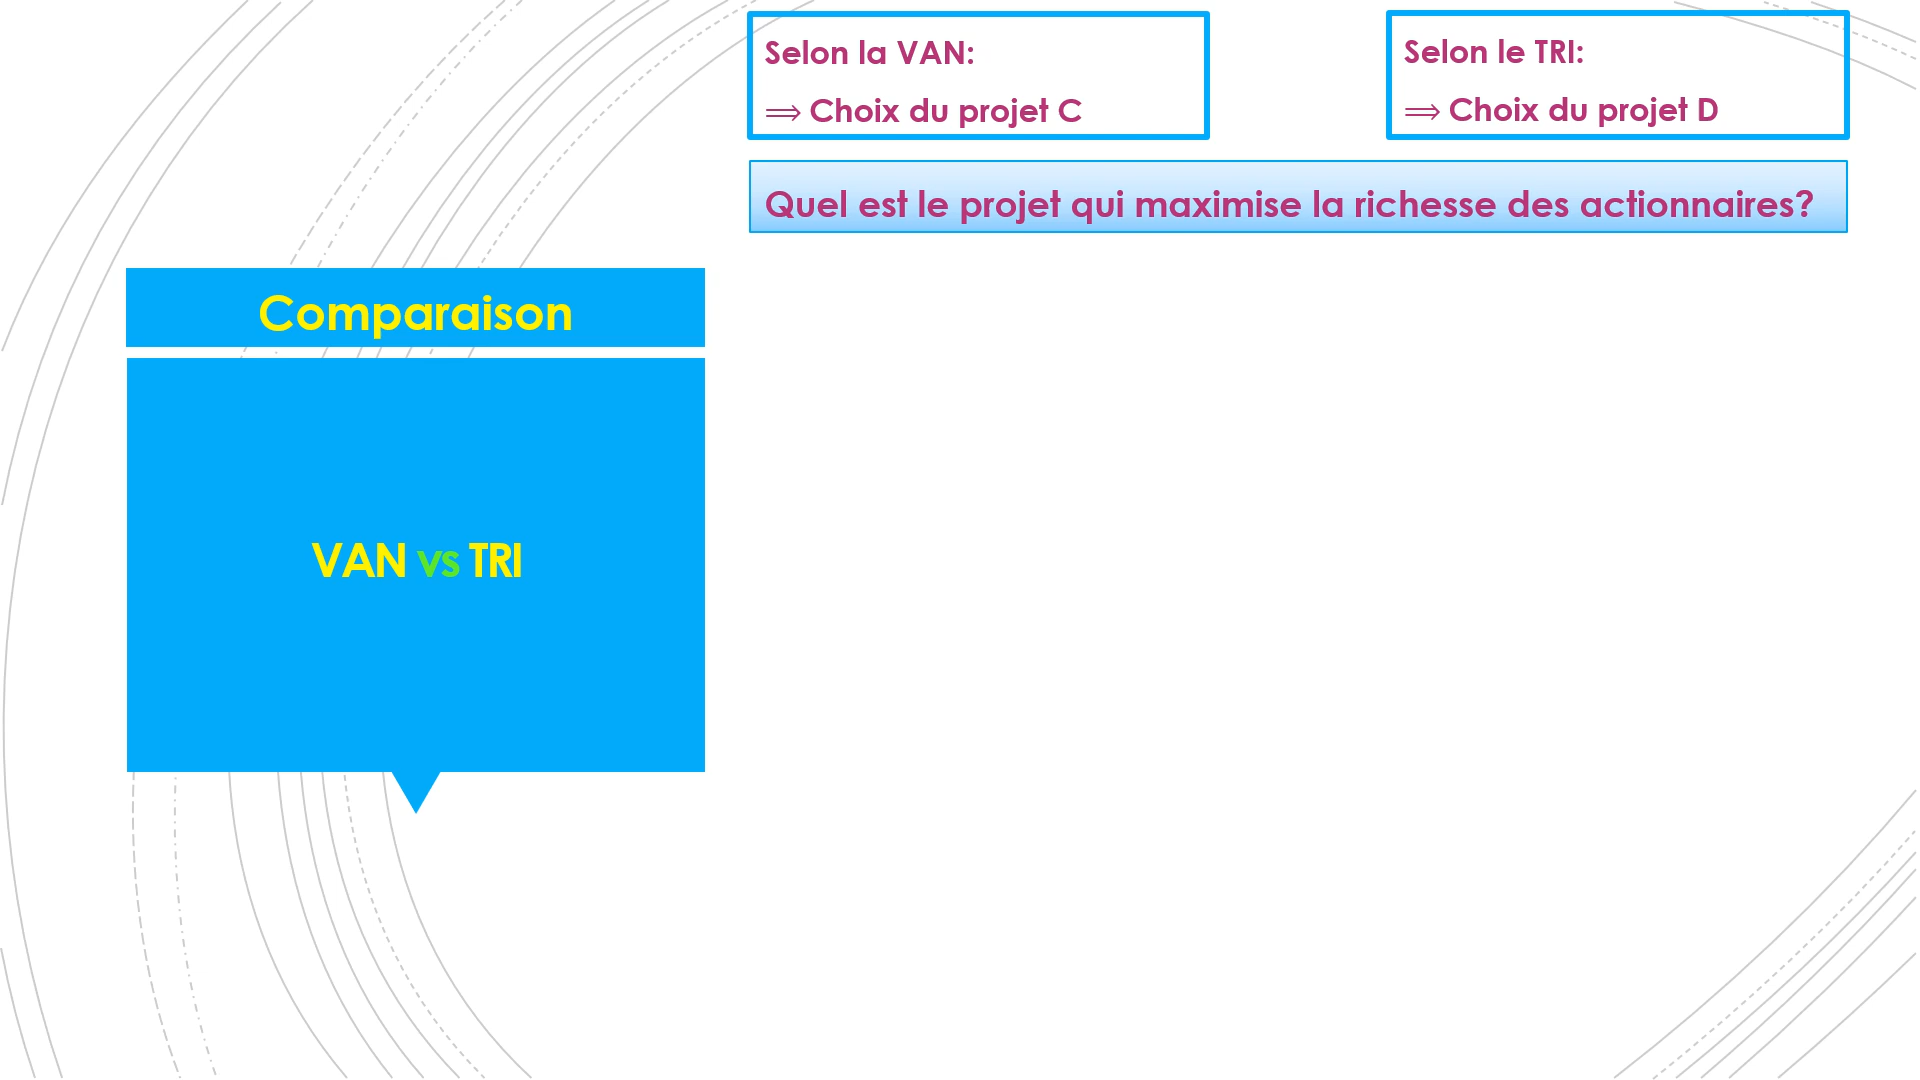 Selon la VAN:
⇒ Choix du projet C
Selon le TRI:
⇒ Choix du projet D
Quel est le projet qui maximise la richesse des actionnaires?
Comparaison
VAN vs TRI